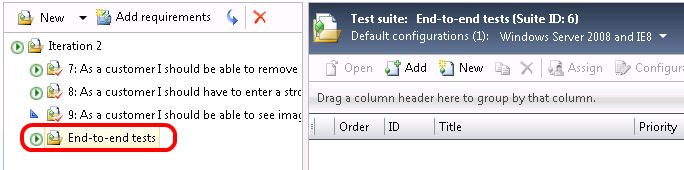 New Add requirements
Iteration 2
7: As a customer I should be able to remove
8: As a customer I should have to enter a stro
9: As a customer I should be able to see imag
End-to-end tests
Test suite: End-to-end tests (Suite ID: 6)
Default configurations (1): Windows Server 2008 and IE8
Open Add New Assign Configura
Drag a column header here to group by that column.
Order ID Title Priority